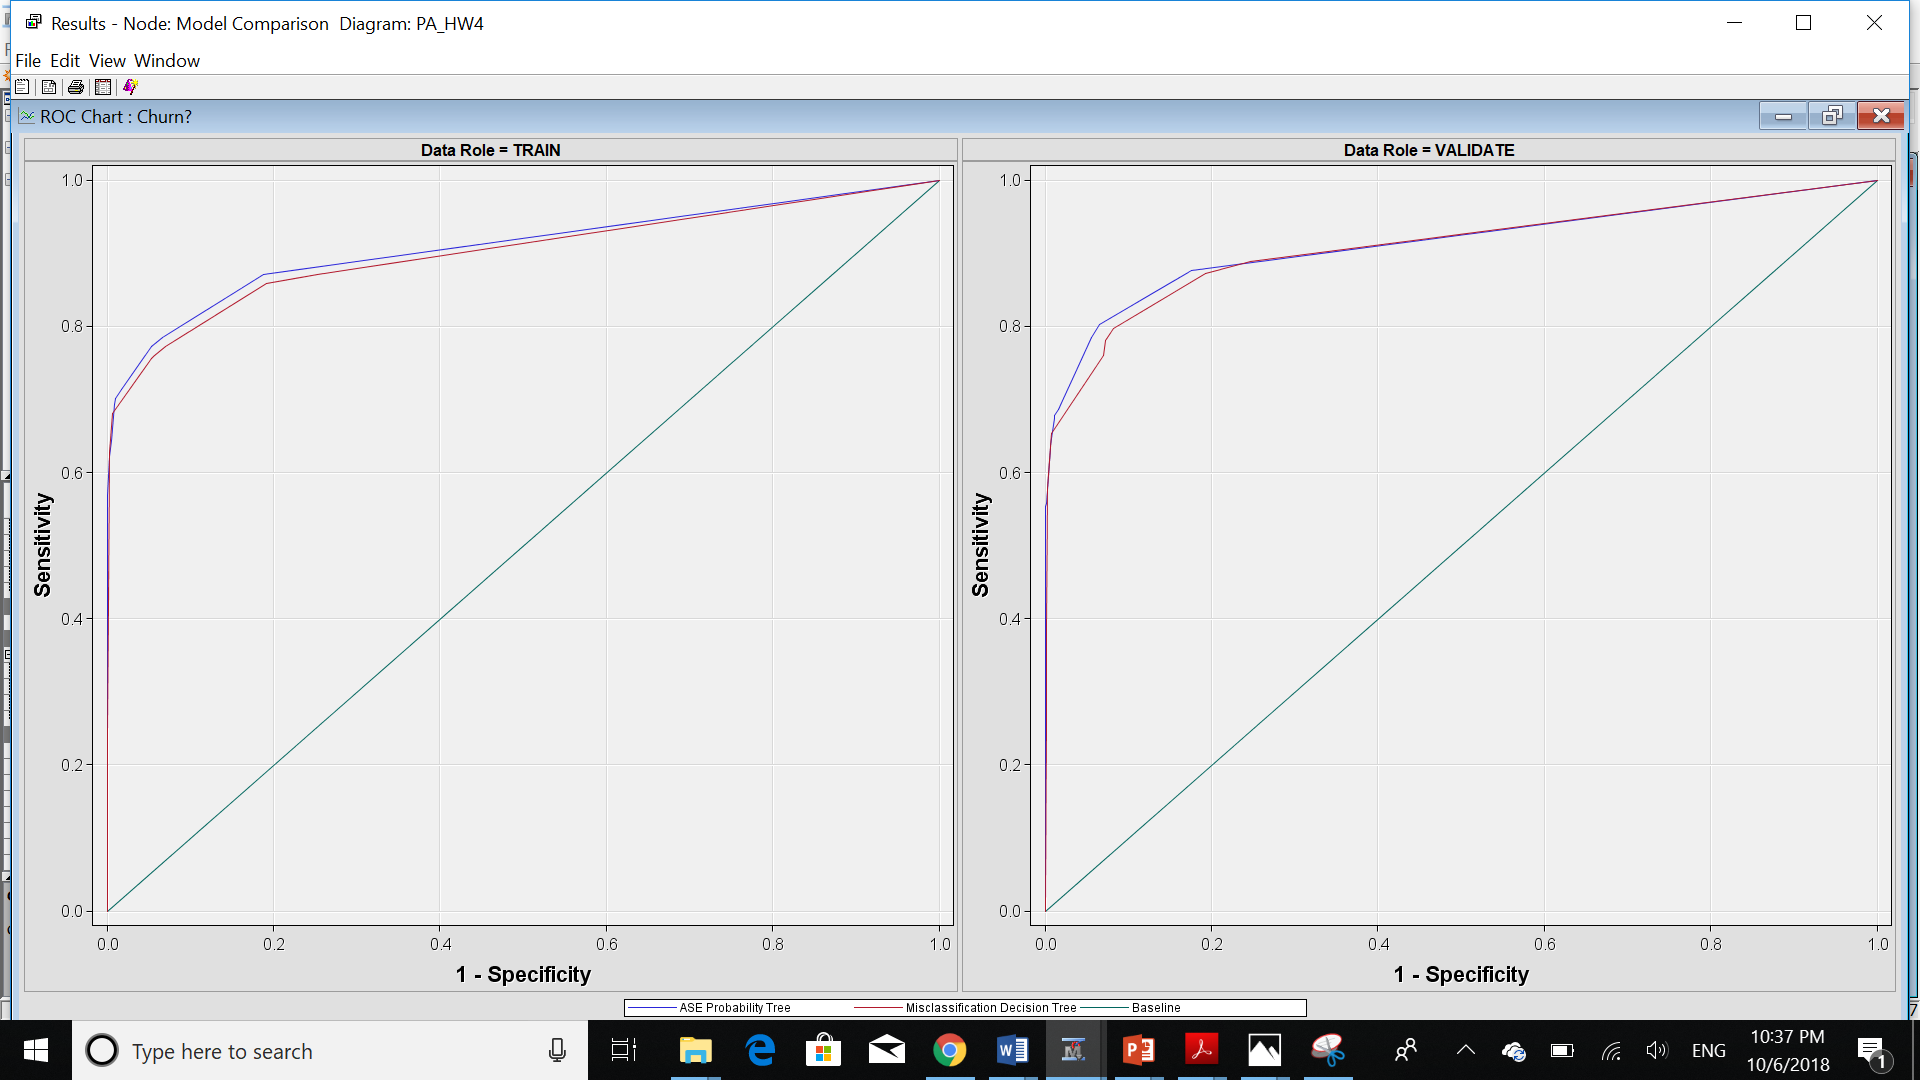 Results - Node: Model Comparison Diagram: PA_HW4
File Edit View Window
ROC Chart : Churn?
Data Role = TRAIN
1.0
0.8
0.6
0.4
0.2
0.0
Sensitivity
0.0 0.2 0.4 0.6 0.8 1.0
1 - Specificity
Data Role = VALIDATE
1.0
0.8
0.6
0.4
0.2
0.0
Sensitivity
0.0 0.2 0.4 0.6 0.8 1.0
1 - Specificity
ASE Probability Tree Misclassification Decision Tree Baseline
Type here to search
ENG
10:37 PM
10/6/2018
1